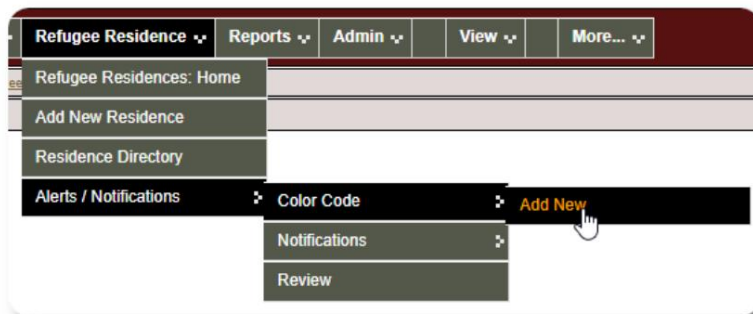 Refugee Residence Reports Admin View More...
Refugee Residences: Home
Add New Residence
Residence Directory
Alerts / Notifications Color Code Add New
Notifications
Review